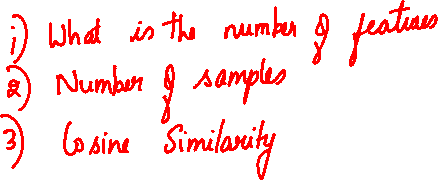 1) What is the number of features
2) Number of samples
3) Cosine Similarity